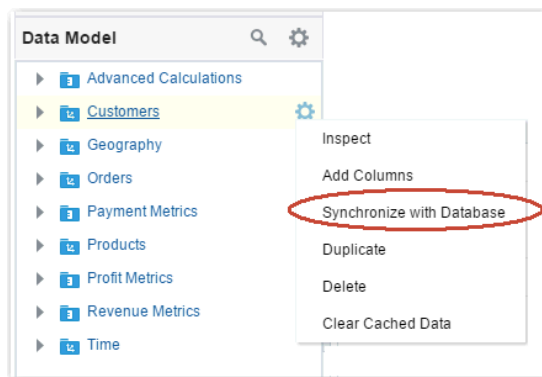 Data Model
Advanced Calculations
Customers
Geography
Orders
Payment Metrics
Products
Profit Metrics
Revenue Metrics
Time
Inspect
Add Columns
Synchronize with Database
Duplicate
Delete
Clear Cached Data